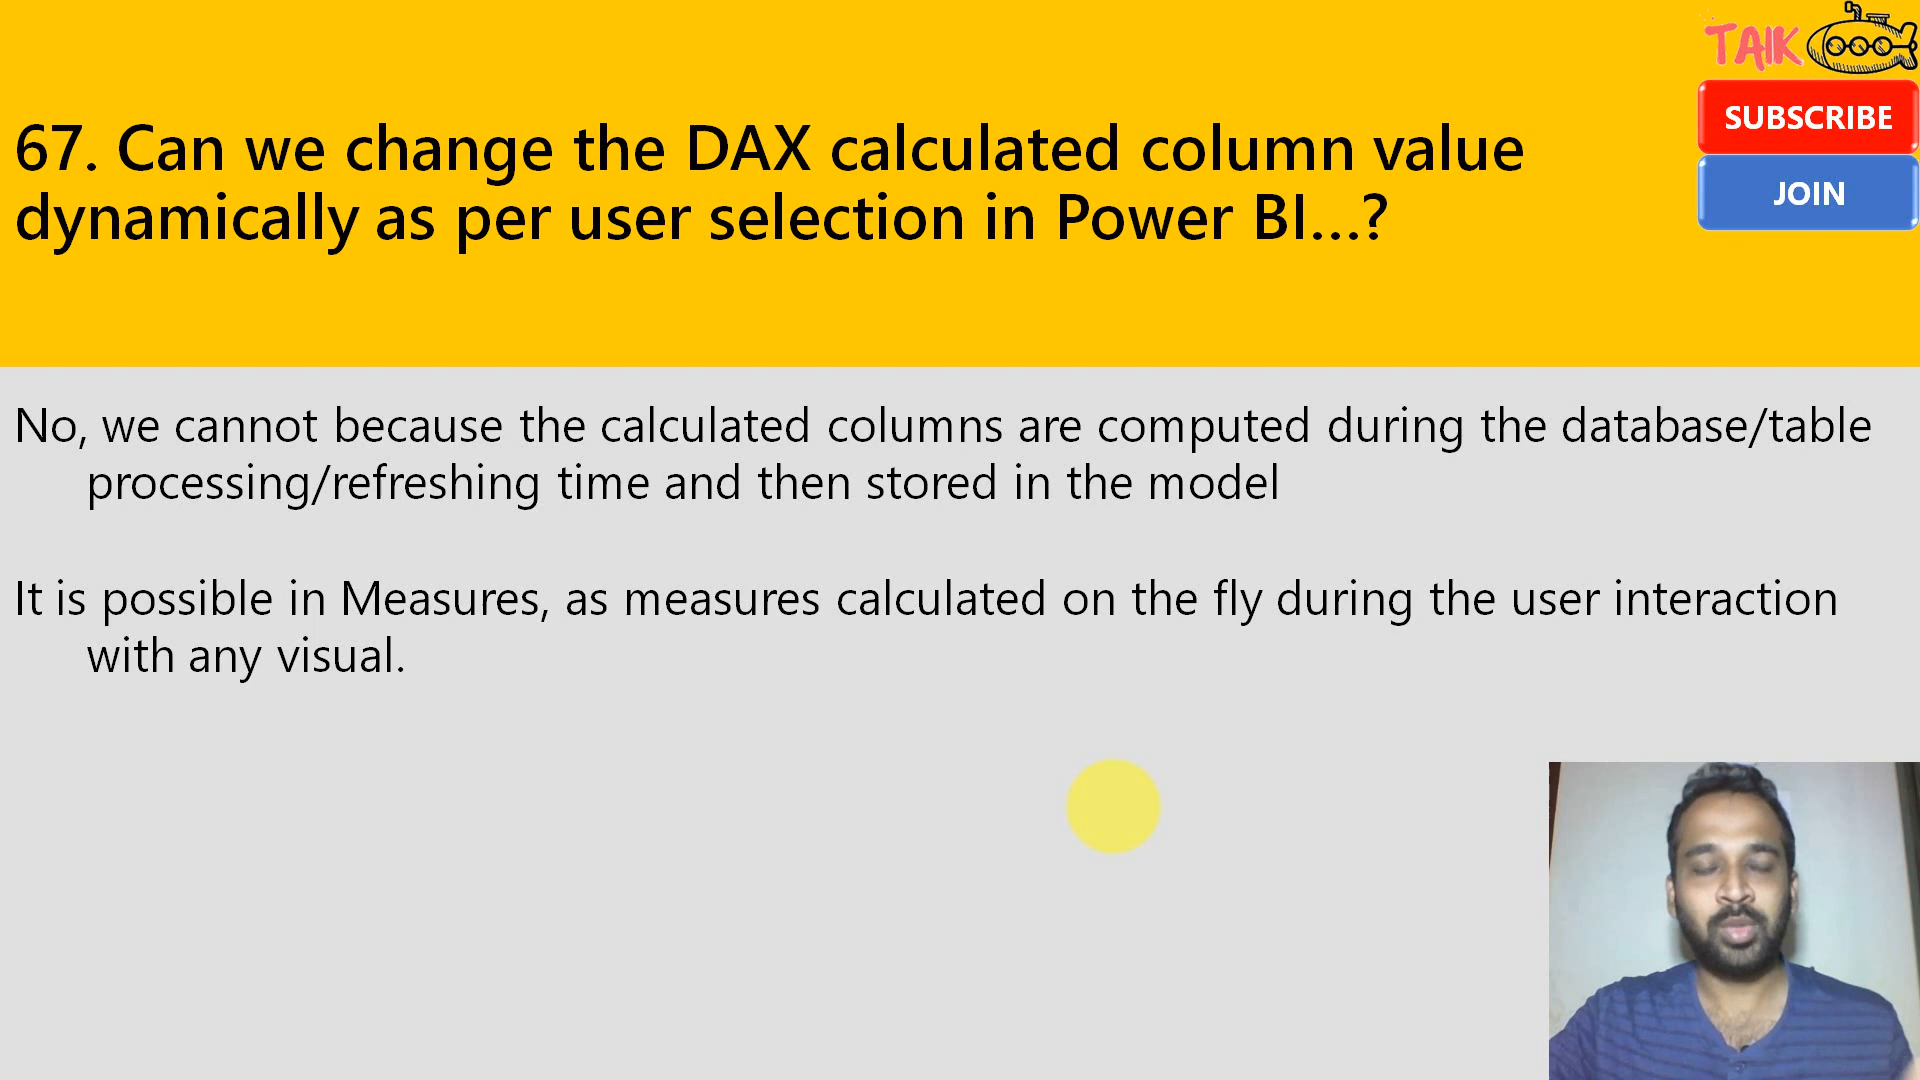 TAIK
SUBSCRIBE
JOIN
67. Can we change the DAX calculated column value
dynamically as per user selection in Power BI...?
No, we cannot because the calculated columns are computed during the database/table
processing/refreshing time and then stored in the model
It is possible in Measures, as measures calculated on the fly during the user interaction
with any visual.